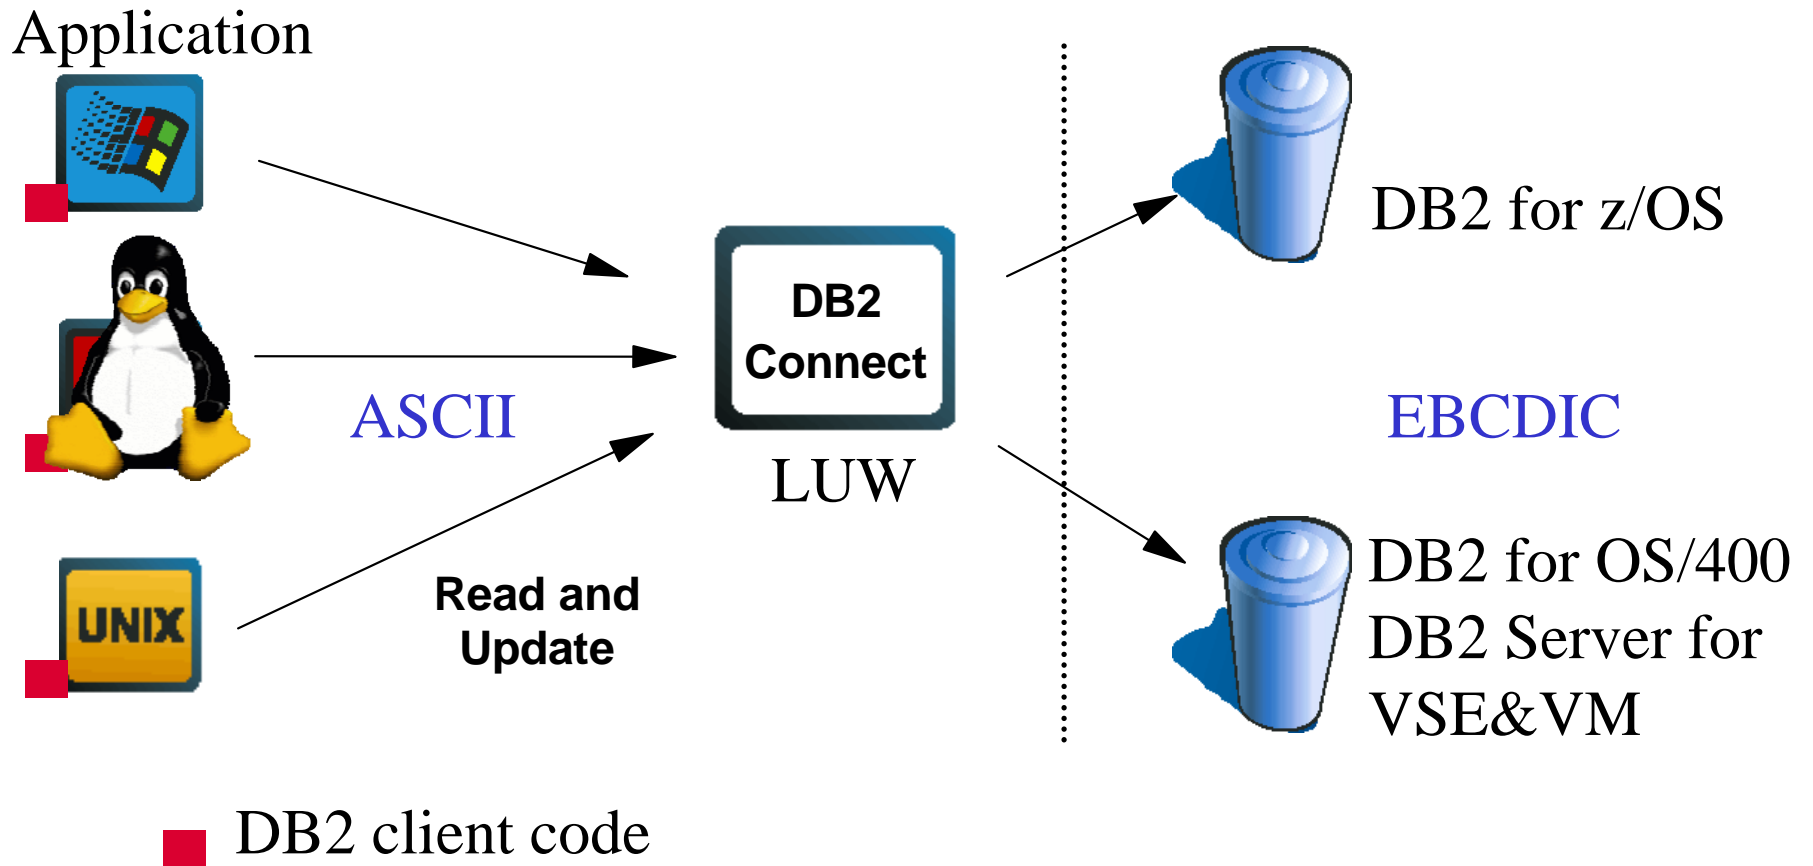 Application
DB2
Connect
LUW
ASCII
UNIX
Read and
Update
DB2 for z/OS
EBCDIC
DB2 for OS/400
DB2 Server for
VSE&VM
DB2 client code